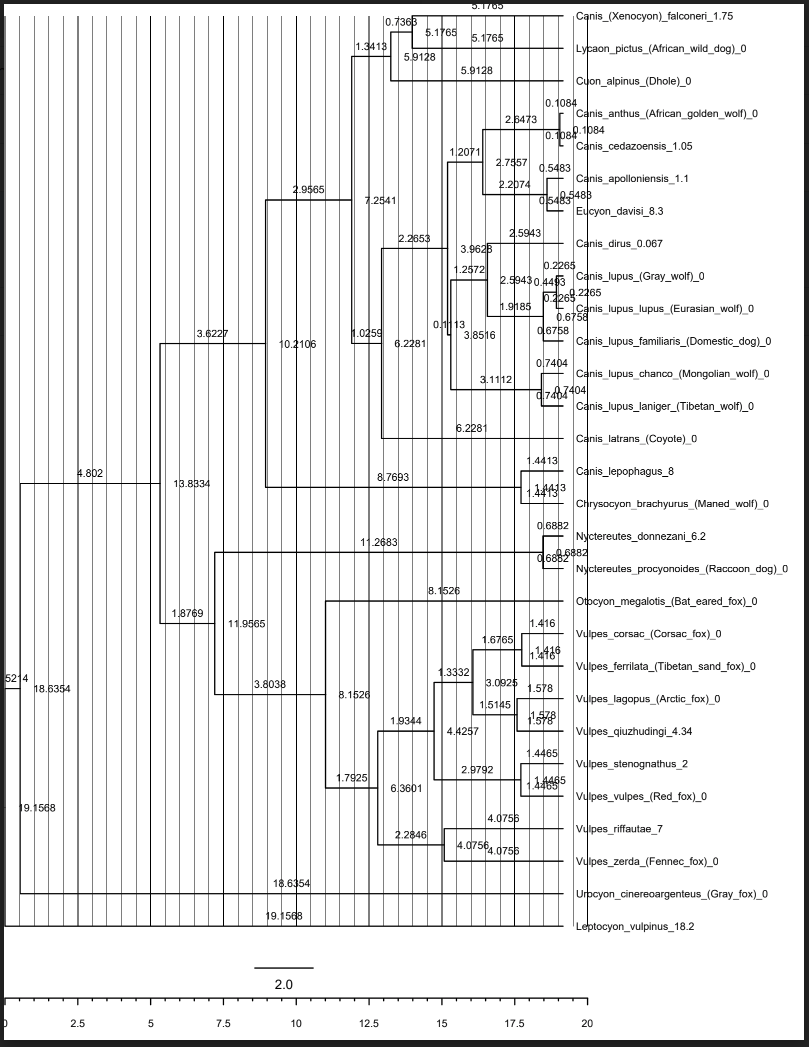 5.1765
Canis_(Xenocyon)_falconeri_1.75
0.7363
5.1765
5.1765
1.3413
Lycaon_pictus_(African_wild_dog)_0
5.9128
5.9128
Cuon_alpinus_(Dhole)_0
0.1084
Canis_anthus_(African_golden_wolf)_0
2.6473
0.1084
0.1084
Canis_cedazoensis_1.05
1.2071
2.7557
0.5483
Canis_apolloniensis_1.1
2.2074
2.9565
0.5483
7.2541
0.5483
Eucyon_davisi_8.3
2.5943
2.2653
Canis_dirus_0.067
3.9628
0.2265
1.2572
Canis_lupus_(Gray_wolf)_0
2.5943
0.4493
0.2265
0.2265
1.9185
Canis_lupus_lupus_(Eurasian_wolf)_0
0.6758
0.1113
0.6758
3.6227
1.0259
3.8516
Canis_lupus_familiaris_(Domestic_dog)_0
10.2106
6.2281
0.7404
Canis_lupus_chanco_(Mongolian_wolf)_0
3.1112
0.7404
0.7404
Canis_lupus_laniger_(Tibetan_wolf)_0
6.2281
Canis_latrans_(Coyote)_0
1.4413
Canis_lepophagus_8
4.802
8.7693
13.8334
1.4413
1.4413
Chrysocyon_brachyurus_(Maned_wolf)_0
0.6882
Nyctereutes_donnezani_6.2
11.2683
0.6882
0.6882
Nyctereutes_procyonoides_(Raccoon_dog)_0
8.1526
Otocyon_megalotis_(Bat_eared_fox)_0
1.8769
11.9565
1.416
Vulpes_corsac_(Corsac_fox)_0
1.6765
1.416
1.416
Vulpes_ferrilata_(Tibetan_sand_fox)_0
1.3332
3.0925
3.8038
5214
18.6354
8.1526
1.578
Vulpes_lagopus_(Arctic_fox)_0
1.5145
1.578
1.578
1.9344
4.4257
Vulpes_qiuzhudingi_4.34
1.4465
Vulpes_stenognathus_2
2.9792
1.7925
1.4465
6.3601
1.4465
Vulpes_vulpes_(Red_fox)_0
19.1568
4.0756
Vulpes_riffautae_7
2.2846
4.0756
4.0756
Vulpes_zerda_(Fennec_fox)_0
18.6354
Urocyon_cinereoargenteus_(Gray_fox)_0
19.1568
Leptocyon_vulpinus_18.2
2.0
0 2.5 5 7.5 10 12.5 15 17.5 20